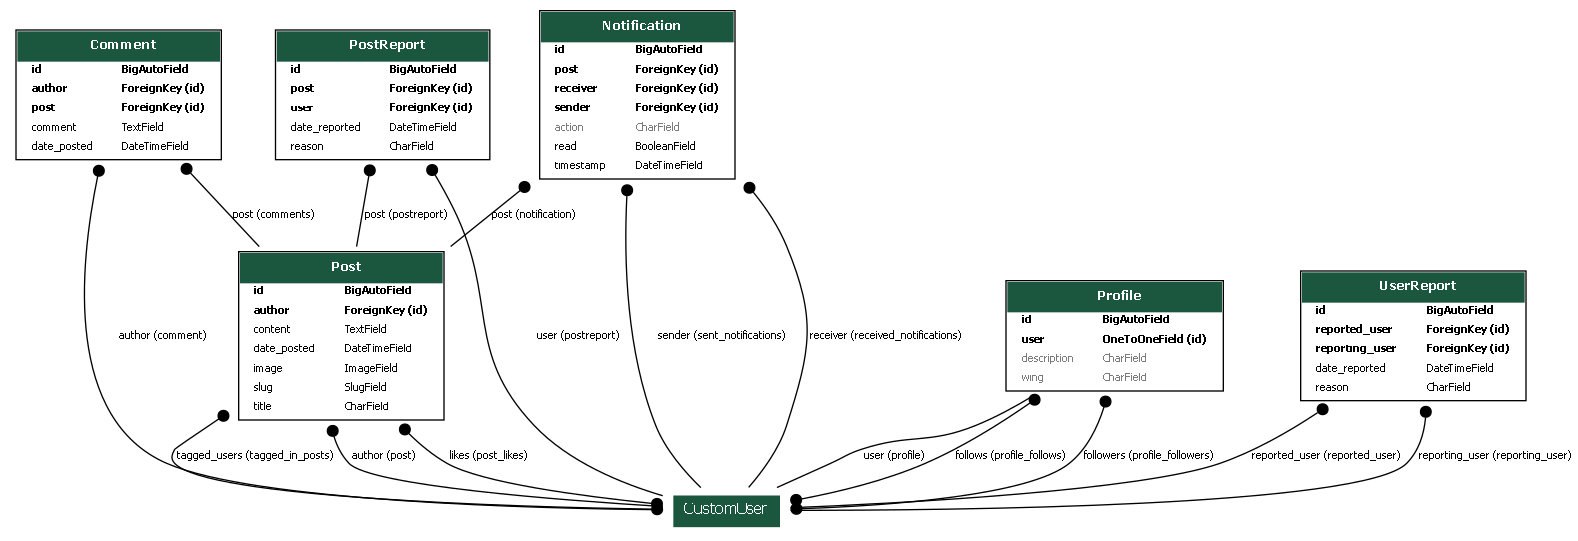 Comment
id BigAutoField
author ForeignKey (id)
post ForeignKey (id)
comment TextField
date_posted DateTimeField
PostReport
id BigAutoField
post ForeignKey (id)
user ForeignKey (id)
date_reported DateTimeField
reason CharField
Notification
id BigAutoField
post ForeignKey (id)
receiver ForeignKey (id)
sender ForeignKey (id)
action CharField
read BooleanField
timestamp DateTimeField
post (comments)
post (postreport)
post (notification)
Post
id BigAutoField
author ForeignKey (id)
content TextField
date_posted DateTimeField
image ImageField
slug SlugField
title CharField
author (comment)
user (postreport)
sender (sent_notifications)
receiver (received_notifications)
Profile
id BigAutoField
user OneToOneField (id)
description CharField
wing CharField
UserReport
id BigAutoField
reported_user ForeignKey (id)
reporting_user ForeignKey (id)
date_reported DateTimeField
reason CharField
tagged_users (tagged_in_posts)
author (post)
likes (post_likes)
user (profile)
follows (profile_follows)
followers (profile_followers)
reported_user (reported_user)
reporting_user (reporting_user)
CustomUser